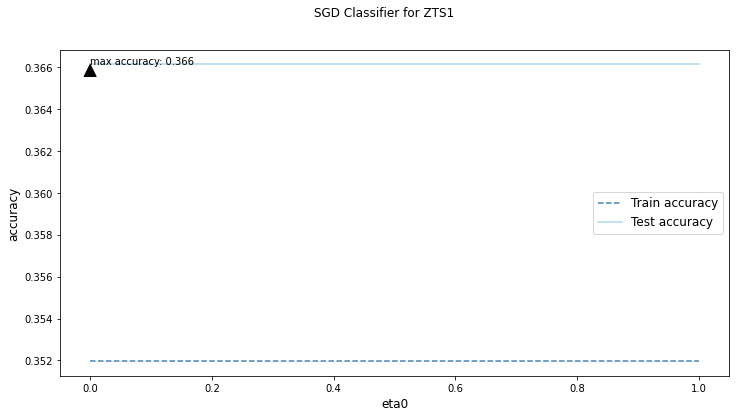 SGD Classifier for ZTS1
max accuracy: 0.366
0.366
0.364
0.362
0.360
0.358
0.356
0.354
0.352
accuracy
Train accuracy
Test accuracy
0.0 0.2 0.4 0.6 0.8 1.0
eta0